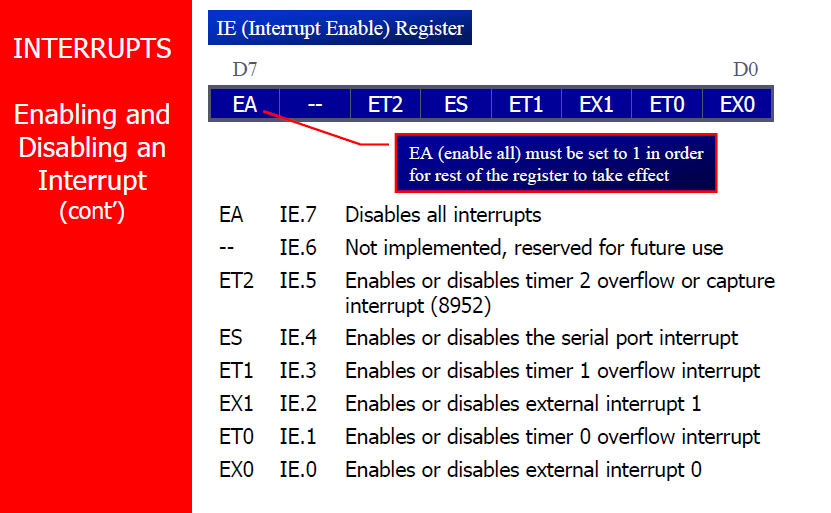 INTERRUPTS
Enabling and
Disabling an
Interrupt
(cont’)
IE (Interrupt Enable) Register
D7 D0
EA -- ET2 ES ET1 EX1 ET0 EX0
EA (enable all) must be set to 1 in order
for rest of the register to take effect
EA IE.7 Disables all interrupts
-- IE.6 Not implemented, reserved for future use
ET2 IE.5 Enables or disables timer 2 overflow or capture
interrupt (8952)
ES IE.4 Enables or disables the serial port interrupt
ET1 IE.3 Enables or disables timer 1 overflow interrupt
EX1 IE.2 Enables or disables external interrupt 1
ET0 IE.1 Enables or disables timer 0 overflow interrupt
EX0 IE.0 Enables or disables external interrupt 0